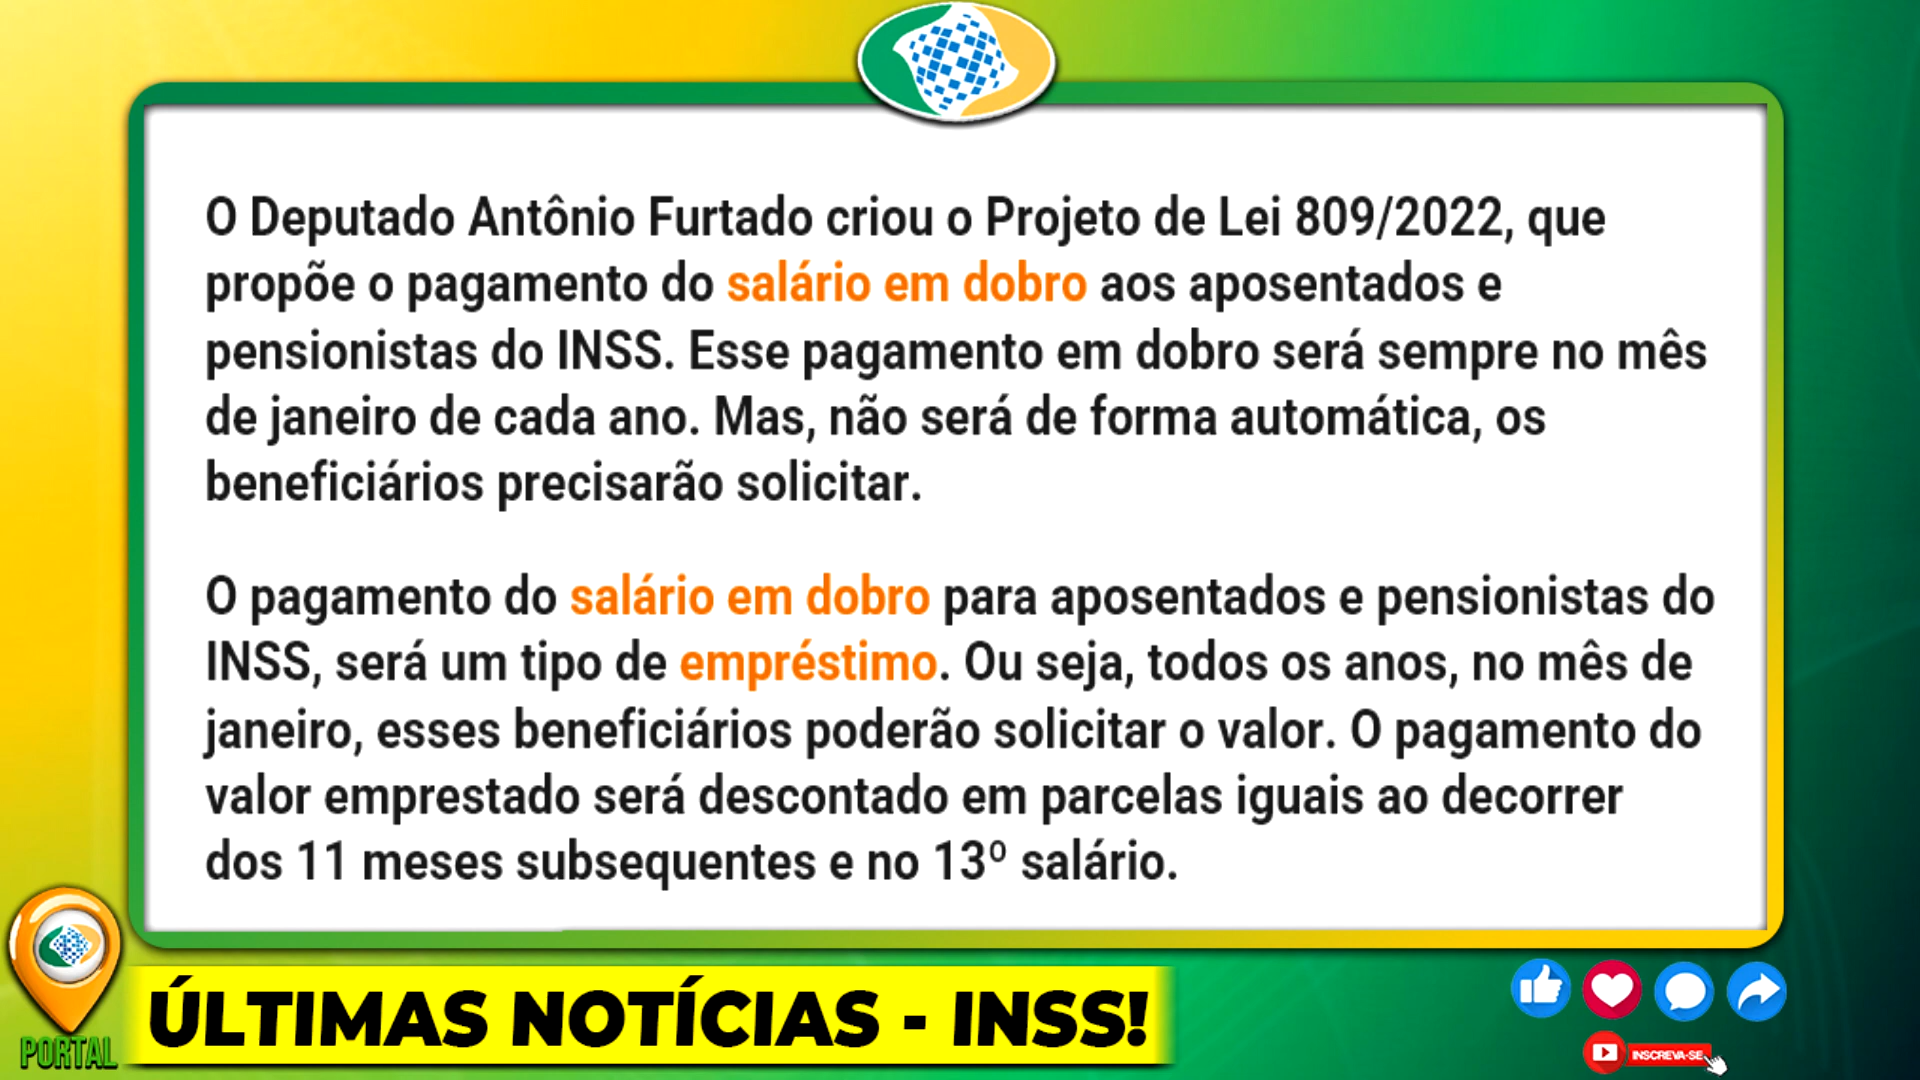 O Deputado Antônio Furtado criou o Projeto de Lei 809/2022, que
propõe o pagamento do salário em dobro aos aposentados e
pensionistas do INSS. Esse pagamento em dobro será sempre no mês
de janeiro de cada ano. Mas, não será de forma automática, os
beneficiários precisarão solicitar.
O pagamento do salário em dobro para aposentados e pensionistas do
INSS, será um tipo de empréstimo. Ou seja, todos os anos, no mês de
janeiro, esses beneficiários poderão solicitar o valor. O pagamento do
valor emprestado será descontado em parcelas iguais ao decorrer
dos 11 meses subsequentes e no 13º salário.
ÚLTIMAS NOTÍCIAS - INSS!
PORTAL
INSCREVA-SE